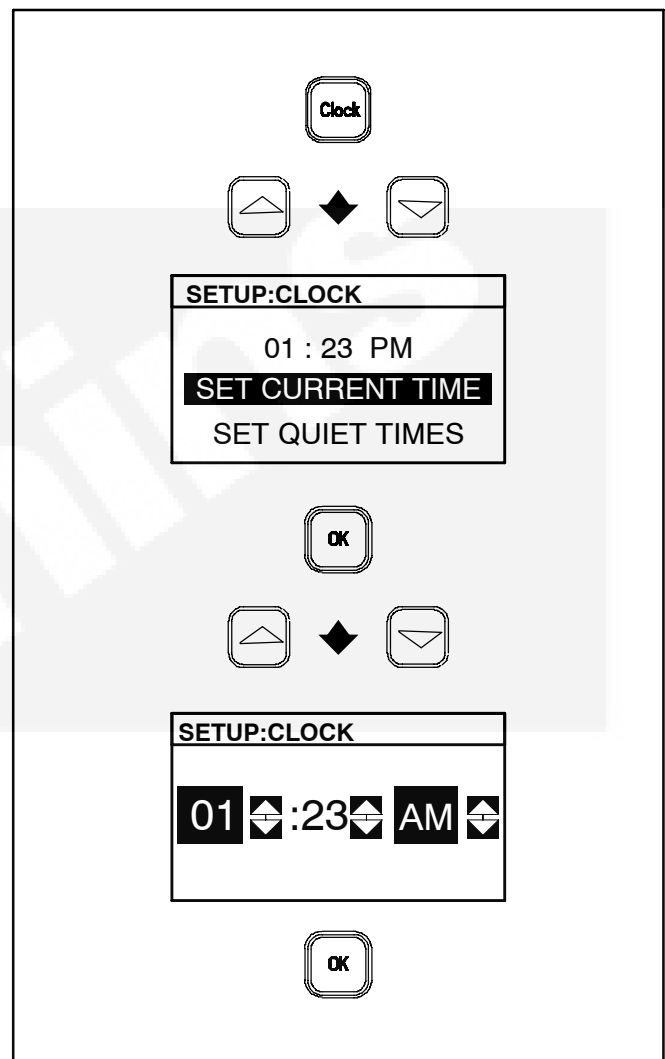 Clock
SETUP:CLOCK
01 : 23 PM
SET CURRENT TIME
SET QUIET TIMES
OK
SETUP:CLOCK
01 :23 AM
OK